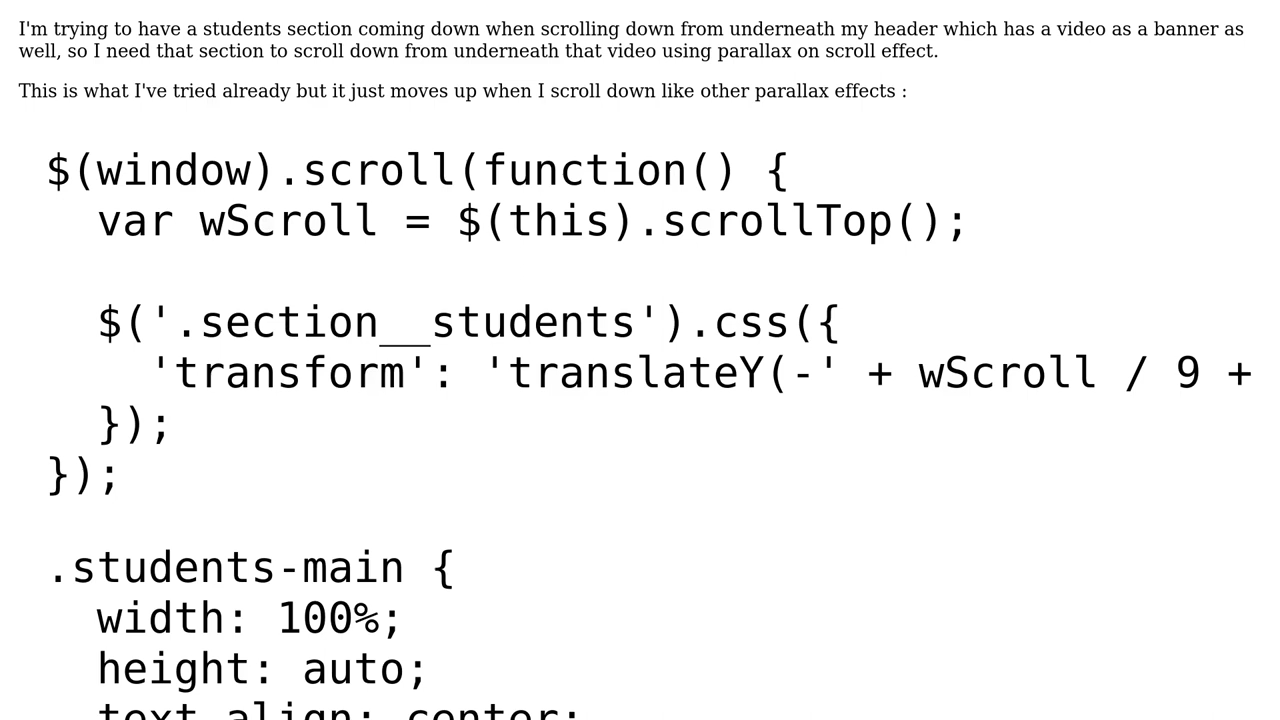 I'm trying to have a students section coming down when scrolling down from underneath my header which has a video as a banner as
well, so I need that section to scroll down from underneath that video using parallax on scroll effect.
This is what I've tried already but it just moves up when I scroll down like other parallax effects :
$(window).scroll(function() {
  var wScroll = $(this).scrollTop();
  $('.section__students').css({
    'transform': 'translateY(-' + wScroll / 9 +
  });
});
.students-main {
  width: 100%;
  height: auto;
  text-align: center;